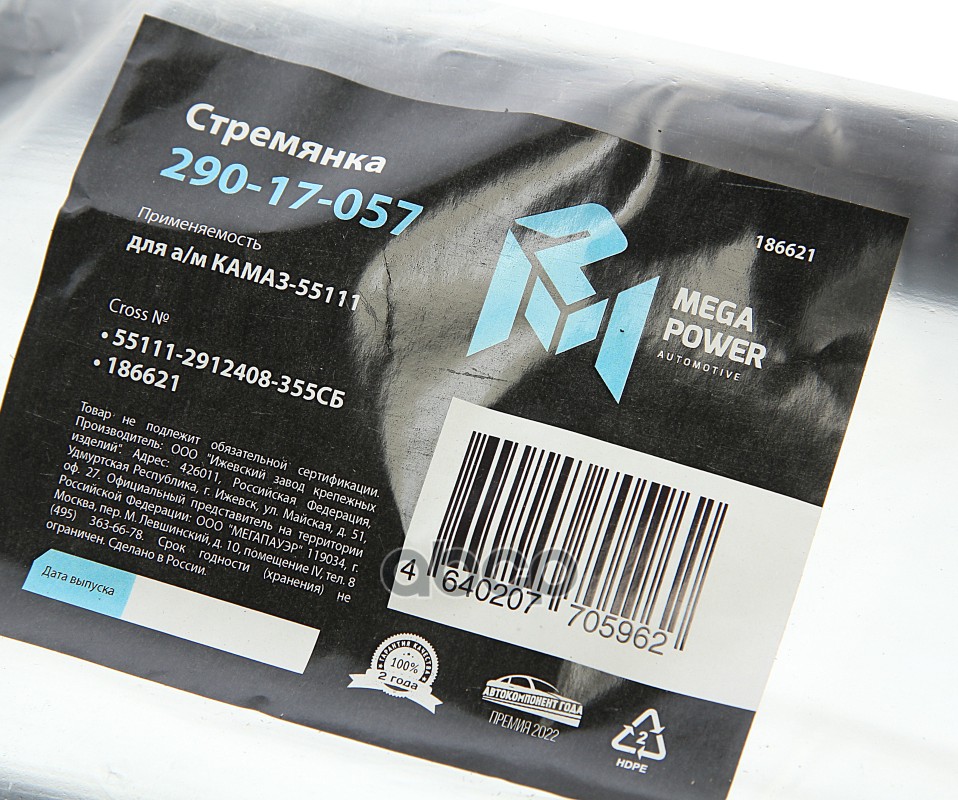 Стремянка
290-17-057
Применяемость
для а/м КАМАЗ-55111
Cross №
• 55111-2912408-355СБ
• 186621
Товар не подлежит обязательной сертификации.
Производитель: ООО "Ижевский завод крепежных
изделий". Адрес: 426011, Российская Федерация,
Удмуртская Республика, г. Ижевск, ул. Майская, д. 51,
оф. 27. Официальный представитель на территории
Российской Федерации: ООО "МЕГАПАУЭР" 119034, г.
Москва, пер. М. Левшинский, д. 10, помещение IV, тел. 8
(495) 363-66-78. Срок годности (хранения) не
ограничен. Сделано в России.
Дата выпуска
186621
MEGA
POWER
AUTOMOTIVE
4 640207 705962
ГАРАНТИЯ КАЧЕСТВА
100%
2 года
АВТОКОМПОНЕНТ ГОДА
ПРЕМИЯ 2022
2
HDPE